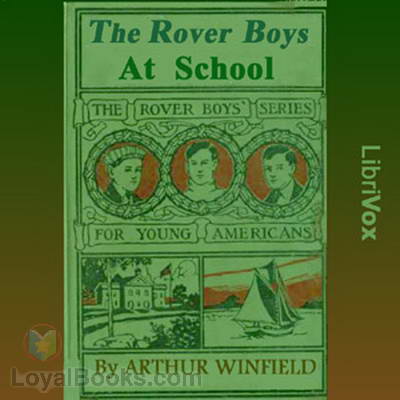 The Rover Boys
At School
THE ROVER BOYS' SERIES
FOR YOUNG AMERICANS
By ARTHUR WINFIELD
LibriVox
LoyalBooks.com